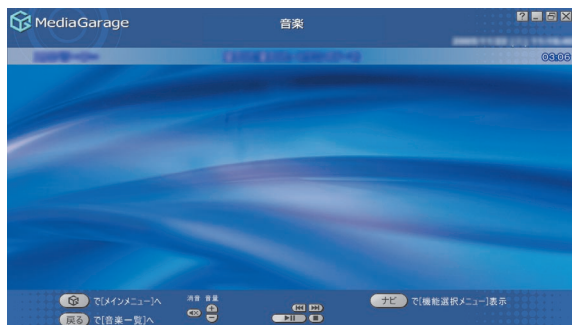 MediaGarage
音楽
03:06
で[メインメニュー]へ
消音 音量
ナビ で[機能選択メニュー]表示
戻る で[音楽一覧]へ